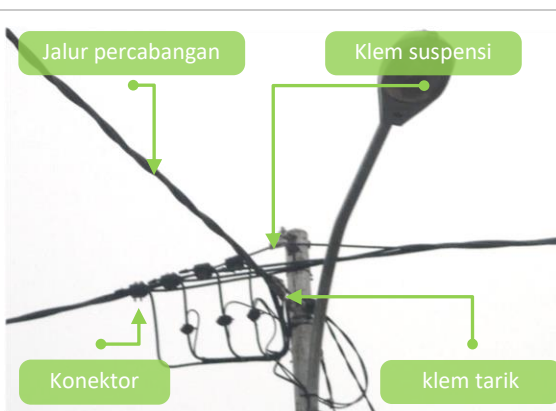 Jalur percabangan
Klem suspensi
Konektor
klem tarik